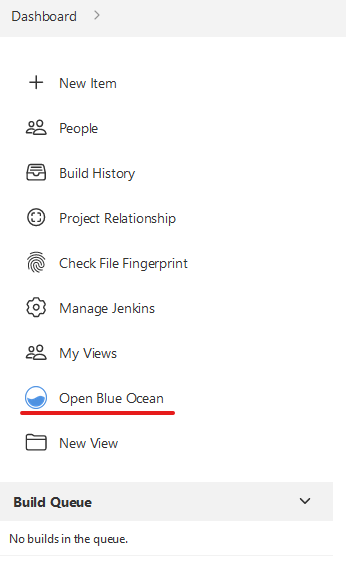 Dashboard
New Item
People
Build History
Project Relationship
Check File Fingerprint
Manage Jenkins
My Views
Open Blue Ocean
New View
Build Queue
No builds in the queue.